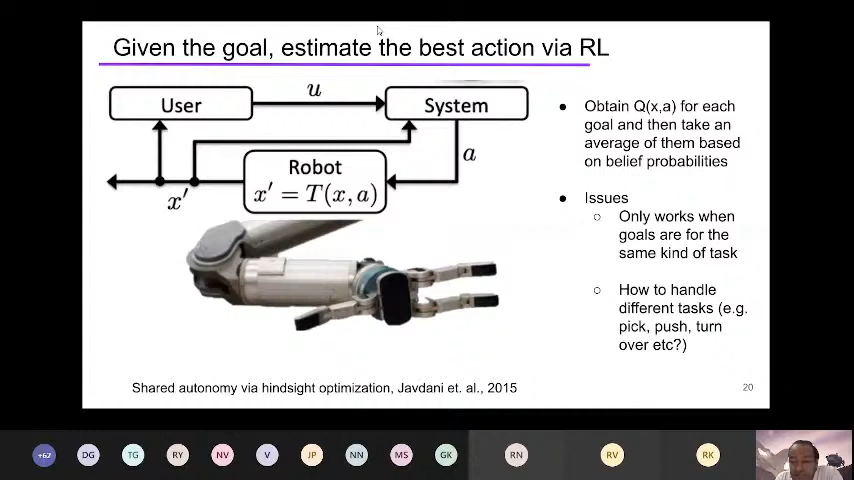 Given the goal, estimate the best action via RL
User
u
System
a
Robot
x' = T(x, a)
x'
● Obtain Q(x,a) for each
goal and then take an
average of them based
on belief probabilities
● Issues
○ Only works when
goals are for the
same kind of task
○ How to handle
different tasks (e.g.
pick, push, turn
over etc?)
Shared autonomy via hindsight optimization, Javdani et. al., 2015
20
+62
DG
TG
RY
NV
V
JP
NN
MS
GK
RN
RV
RK